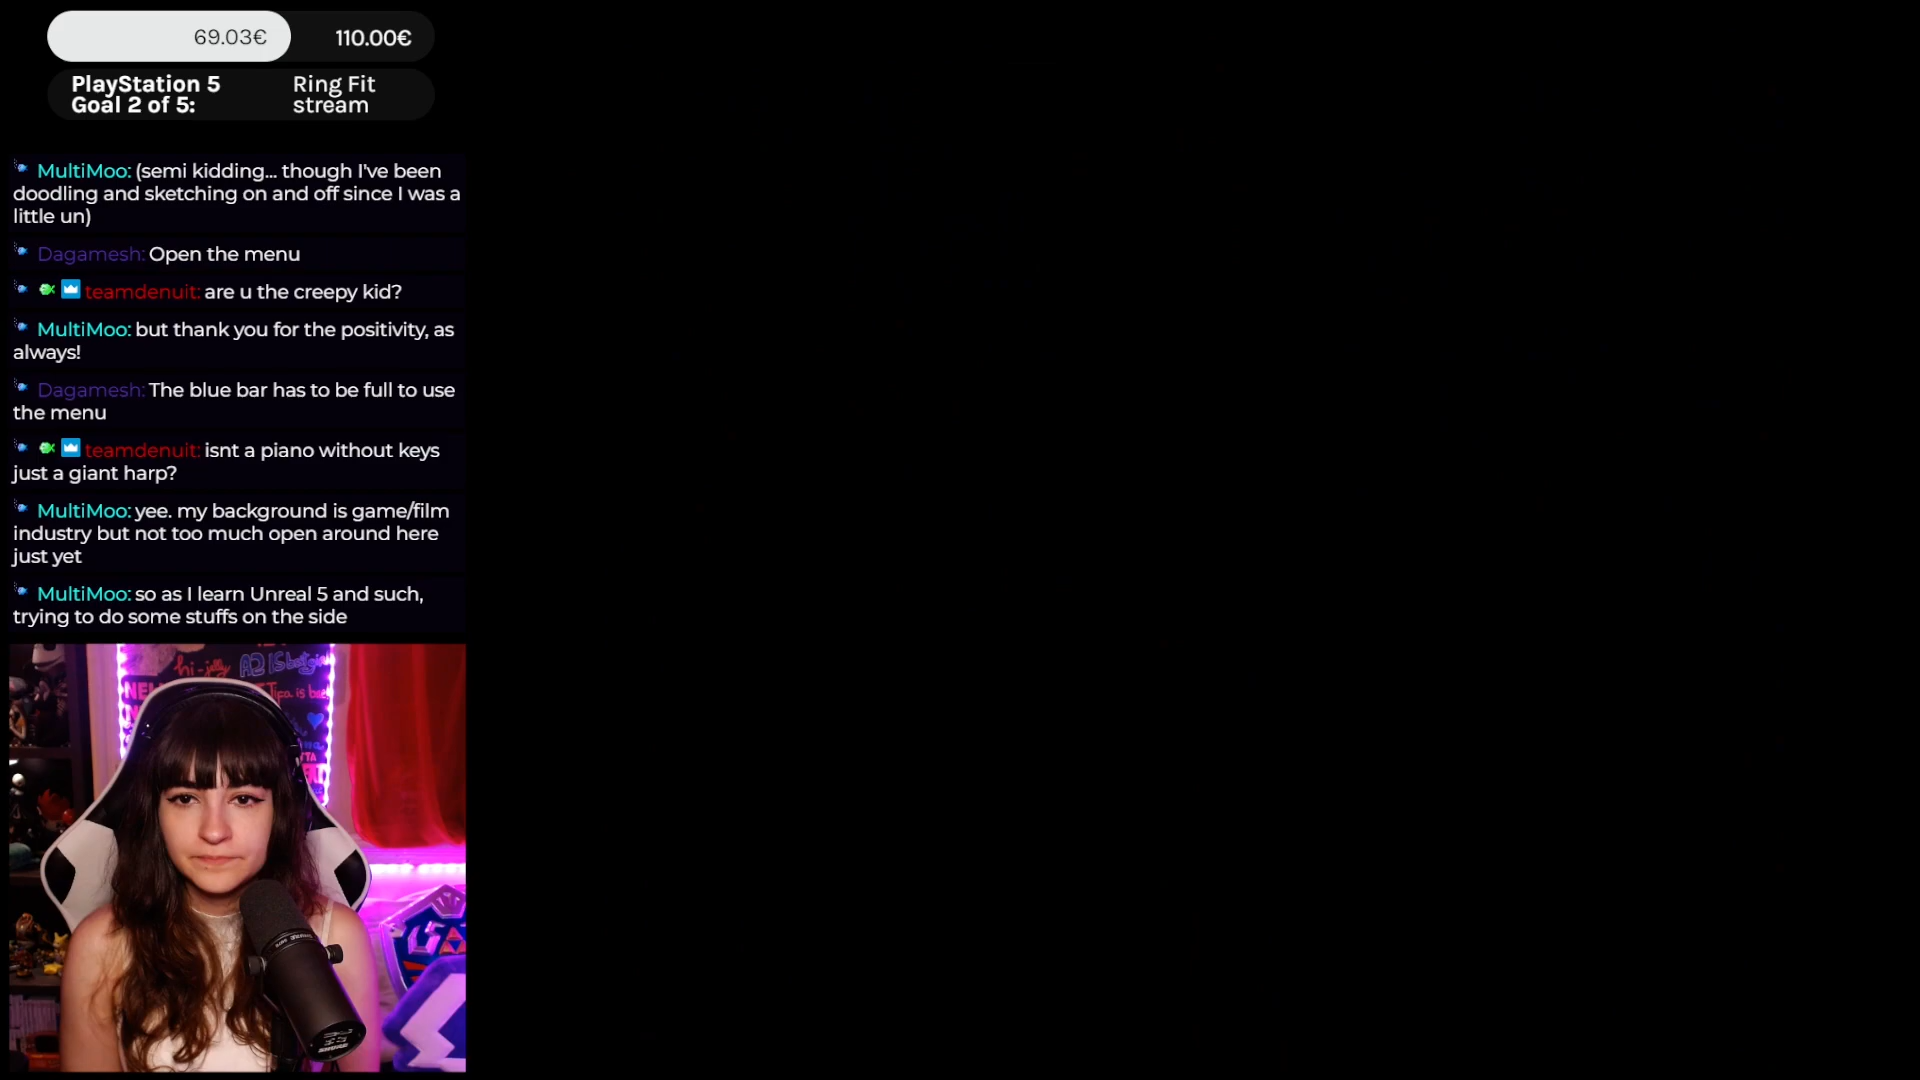 69.03€ 110.00€
PlayStation 5
Goal 2 of 5:
Ring Fit
stream
MultiMoo: (semi kidding... though I've been
doodling and sketching on and off since I was a
little un)
Dagamesh: Open the menu
teamdenuit: are u the creepy kid?
MultiMoo: but thank you for the positivity, as
always!
Dagamesh: The blue bar has to be full to use
the menu
teamdenuit: isnt a piano without keys
just a giant harp?
MultiMoo: yee. my background is game/film
industry but not too much open around here
just yet
MultiMoo: so as I learn Unreal 5 and such,
trying to do some stuffs on the side
hi-jelly